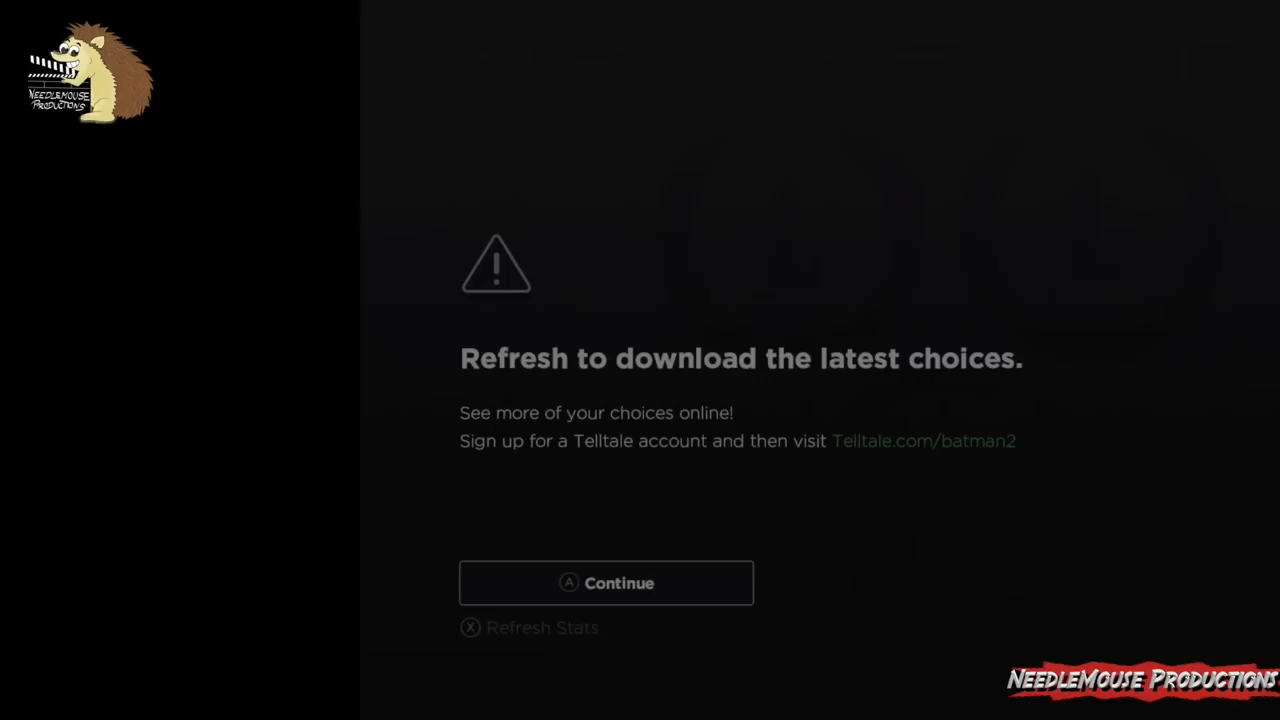 NEEDLEMOUSE
PRODUCTIONS
Refresh to download the latest choices.
See more of your choices online!
Sign up for a Telltale account and then visit Telltale.com/batman2
A Continue
X Refresh Stats
NEEDLEMOUSE PRODUCTIONS